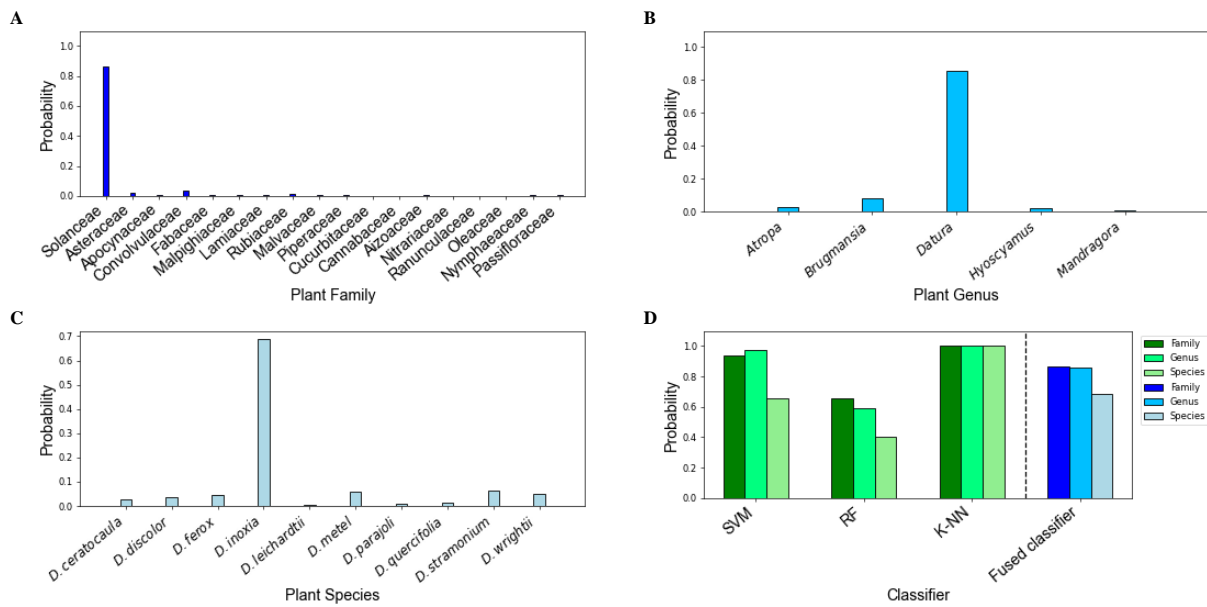 A
Probability
1.0
0.8
0.6
0.4
0.2
0.0
Solanceae
Asteraceae
Apocynaceae
Convolvulaceae
Fabaceae
Malpighiaceae
Lamiaceae
Rubiaceae
Malvaceae
Piperaceae
Cucurbitaceae
Cannabaceae
Aizoaceae
Nitrariaceae
Ranunculaceae
Oleaceae
Nymphaeaceae
Passifloraceae
Plant Family
B
Probability
1.0
0.8
0.6
0.4
0.2
0.0
Atropa
Brugmansia
Datura
Hyoscyamus
Mandragora
Plant Genus
C
Probability
0.7
0.6
0.5
0.4
0.3
0.2
0.1
0.0
D. ceratocaula
D. discolor
D. ferox
D. inoxia
D. leichardtii
D. metel
D. parajoli
D. quercifolia
D. stramonium
D. wrightii
Plant Species
D
Probability
1.0
0.8
0.6
0.4
0.2
0.0
SVM
RF
K-NN
Fused classifier
Classifier
Family
Genus
Species
Family
Genus
Species